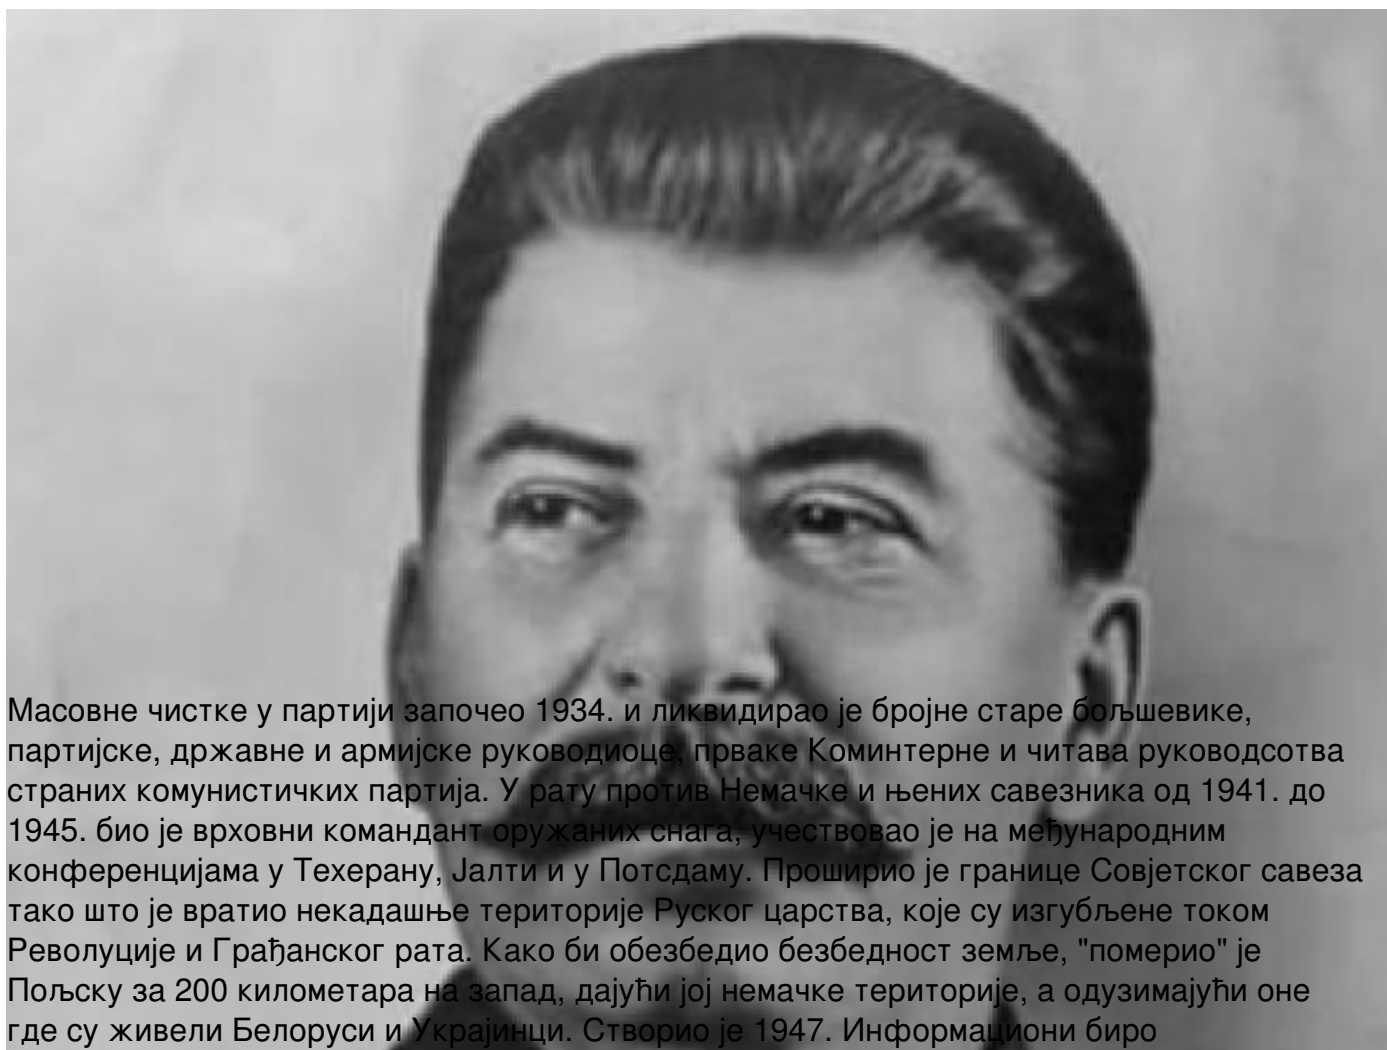 Масовне чистке у партији започео 1934. и ликвидирао је бројне старе бољшевике,
партијске, државне и армијске руководиоце, прваке Коминтерне и читава руководсотва
страних комунистичких партија. У рату против Немачке и њених савезника од 1941. до
1945. био је врховни командант оружаних снага, учествовао је на међународним
конференцијама у Техерану, Јалти и у Потсдаму. Проширио је границе Совјетског савеза
тако што је вратио некадашње територије Руског царства, које су изгубљене током
Револуције и Грађанског рата. Како би обезбедио безбедност земље, "померио" је
Пољску за 200 километара на запад, дајући јој немачке територије, а одузимајући оне
где су живели Белоруси и Украјинци. Створио је 1947. Информациони биро